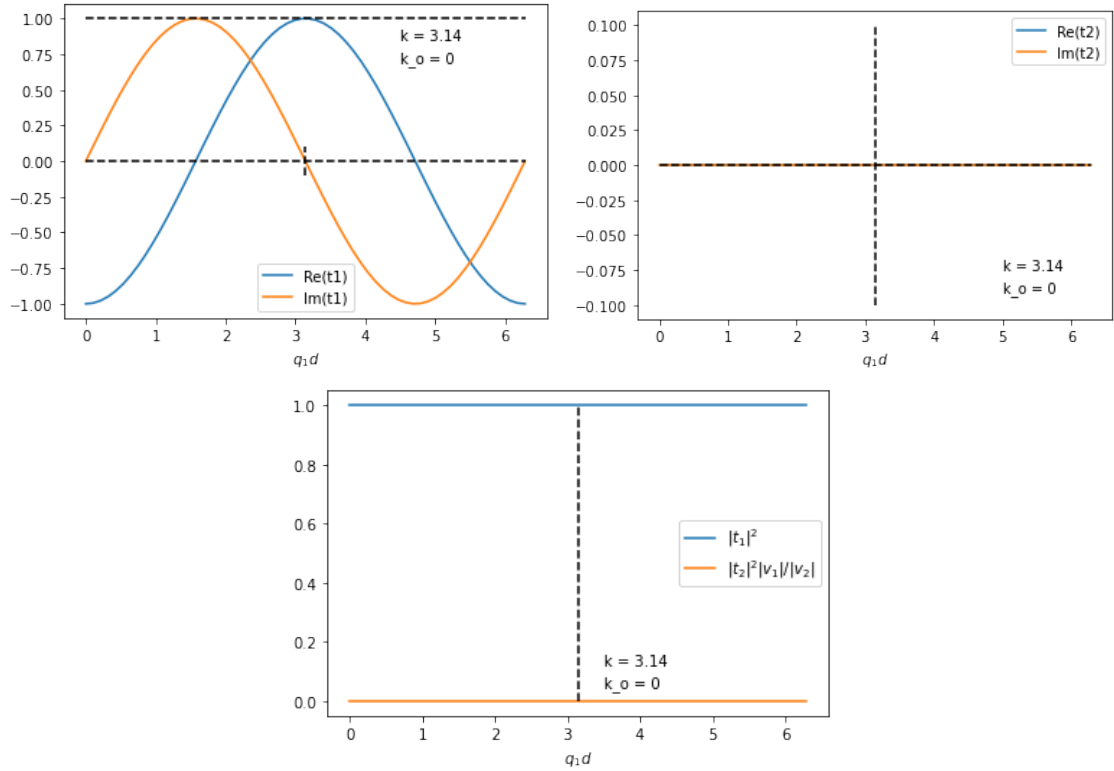 1.00
0.75
0.50
0.25
0.00
−0.25
−0.50
−0.75
−1.00
k = 3.14
k_o = 0
Re(t1)
Im(t1)
0 1 2 3 4 5 6
q₁d
0.100
0.075
0.050
0.025
0.000
−0.025
−0.050
−0.075
−0.100
Re(t2)
Im(t2)
k = 3.14
k_o = 0
0 1 2 3 4 5 6
q₁d
1.0
0.8
0.6
0.4
0.2
0.0
|t₁|²
|t₂|²|v₁|/|v₂|
k = 3.14
k_o = 0
0 1 2 3 4 5 6
q₁d